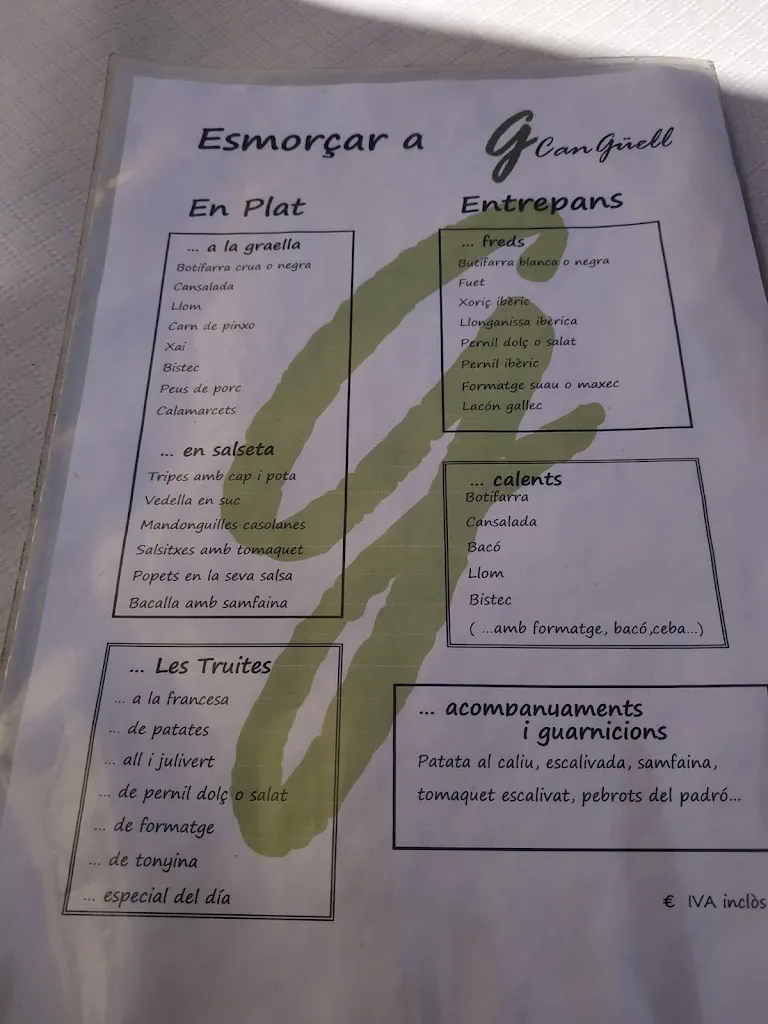 Esmorçar a
G Can Güell
En Plat
... a la graella
Botifarra crua o negra
Cansalada
Llom
Carn de pinxo
Xai
Bistec
Peus de porc
Calamarcets
... en salseta
Tripes amb cap i pota
Vedella en suc
Mandonguilles casolanes
Salsitxes amb tomaquet
Popets en la seva salsa
Bacalla amb samfaina
... Les Truites
... a la francesa
... de patates
... all i julivert
... de pernil dolç o salat
... de formatge
... de tonyina
... especial del día
Entrepans
... freds
Butifarra blanca o negra
Fuet
Xoriç ibèric
Llonganissa ibèrica
Pernil dolç o salat
Pernil ibèric
Formatge suau o maxec
Lacón gallec
... calents
Botifarra
Cansalada
Bacó
Llom
Bistec
( ...amb formatge, bacó,ceba...)
... acompanyaments
i guarnicions
Patata al caliu, escalivada, samfaina,
tomaquet escalivat, pebrots del padró...
€ IVA inclòs